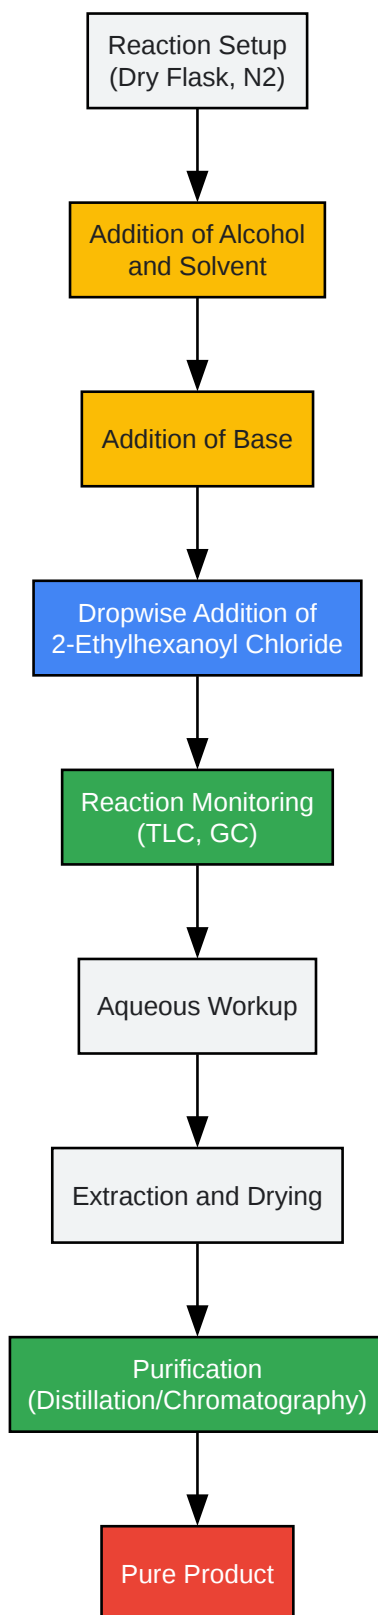 Reaction Setup
(Dry Flask, N2)
Addition of Alcohol
and Solvent
Addition of Base
Dropwise Addition of
2-Ethylhexanoyl Chloride
Reaction Monitoring
(TLC, GC)
Aqueous Workup
Extraction and Drying
Purification
(Distillation/Chromatography)
Pure Product